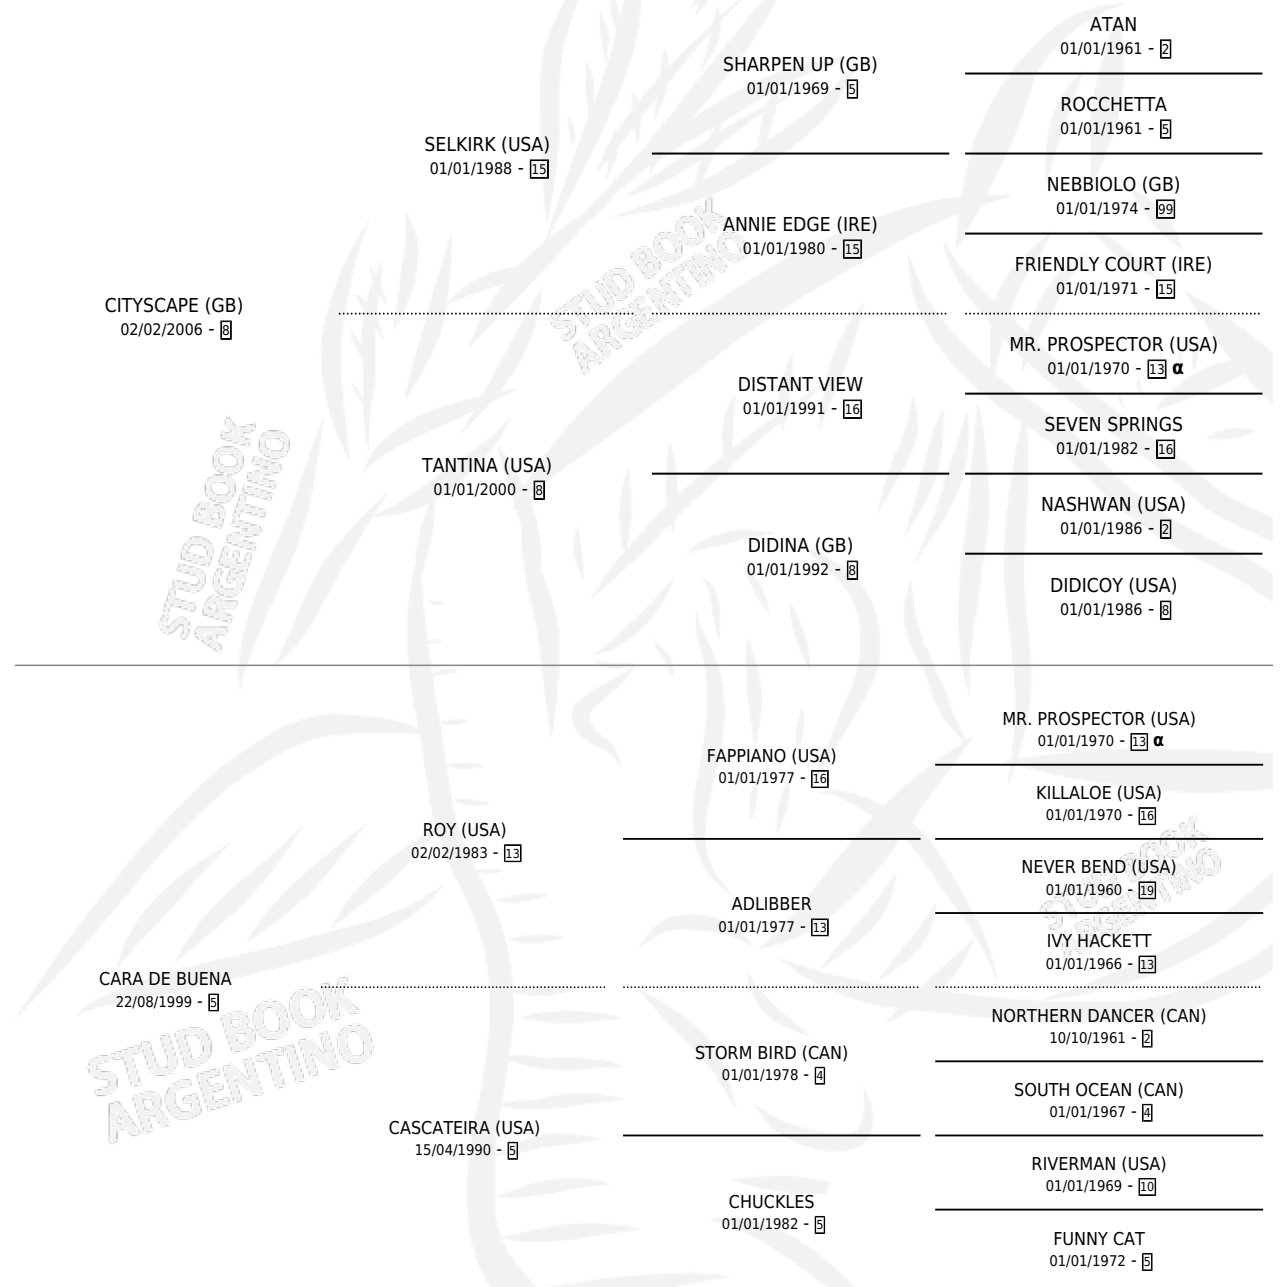 ATAN
01/01/1961 - 2
SHARPEN UP (GB)
01/01/1969 - 5
ROCCHETTA
01/01/1961 - 5
SELKIRK (USA)
01/01/1988 - 15
NEBBIOLO (GB)
01/01/1974 - 99
ANNIE EDGE (IRE)
01/01/1980 - 15
FRIENDLY COURT (IRE)
01/01/1971 - 15
CITYSCAPE (GB)
02/02/2006 - 8
MR. PROSPECTOR (USA)
01/01/1970 - 13 α
DISTANT VIEW
01/01/1991 - 16
SEVEN SPRINGS
01/01/1982 - 16
TANTINA (USA)
01/01/2000 - 8
NASHWAN (USA)
01/01/1986 - 2
DIDINA (GB)
01/01/1992 - 8
DIDICOY (USA)
01/01/1986 - 8
STUD BOOK
ARGENTINO
STUD BOOK
ARGENTINO
MR. PROSPECTOR (USA)
01/01/1970 - 13 α
FAPPIANO (USA)
01/01/1977 - 16
KILLALOE (USA)
01/01/1970 - 16
ROY (USA)
02/02/1983 - 13
NEVER BEND (USA)
01/01/1960 - 19
ADLIBBER
01/01/1977 - 13
IVY HACKETT
01/01/1966 - 13
CARA DE BUENA
22/08/1999 - 5
NORTHERN DANCER (CAN)
10/10/1961 - 2
STORM BIRD (CAN)
01/01/1978 - 4
SOUTH OCEAN (CAN)
01/01/1967 - 4
CASCATEIRA (USA)
15/04/1990 - 5
RIVERMAN (USA)
01/01/1969 - 10
CHUCKLES
01/01/1982 - 5
FUNNY CAT
01/01/1972 - 5
STUD BOOK
ARGENTINO
STUD BOOK
ARGENTINO